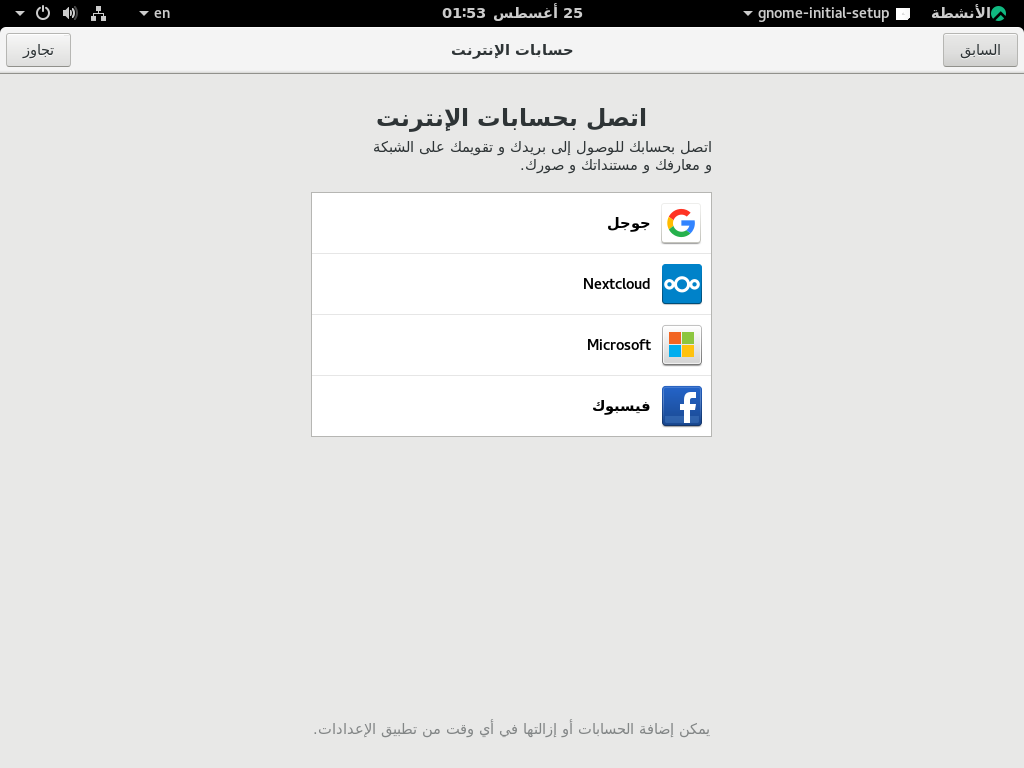 الأنشطة
gnome-initial-setup
25 أغسطس 01:53
en
السابق
حسابات الإنترنت
تجاوز
اتصل بحسابات الإنترنت
اتصل بحسابك للوصول إلى بريدك و تقويمك على الشبكة
و معارفك و مستنداتك و صورك.
جوجل
Nextcloud
Microsoft
فيسبوك
يمكن إضافة الحسابات أو إزالتها في أي وقت من تطبيق الإعدادات.